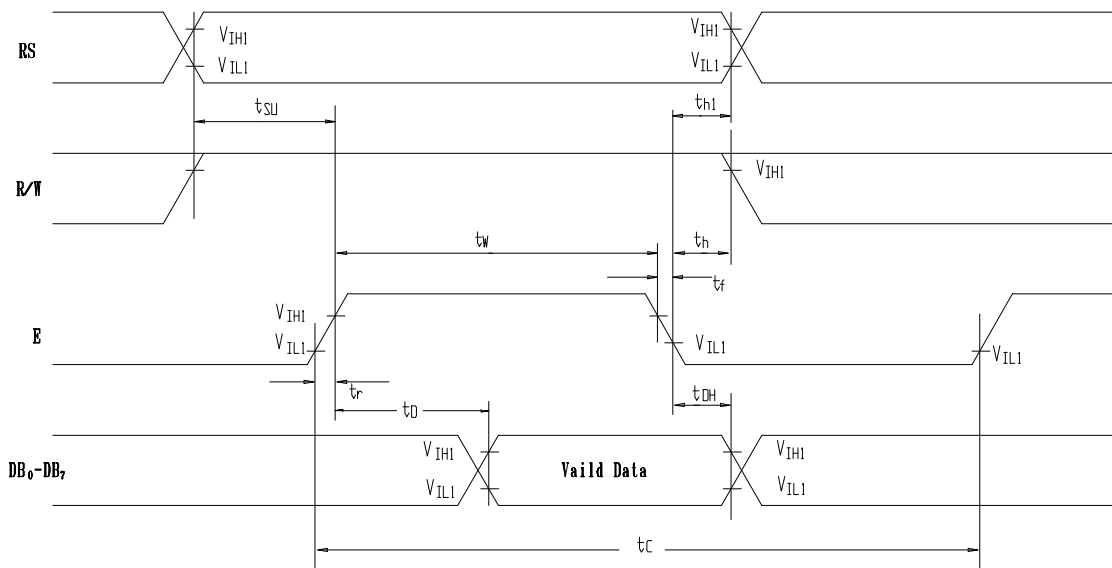 RS
VIH1
VIL1
VIH1
VIL1
tSU
th1
R/W
VIH1
tW
th
tf
E
VIH1
VIL1
VIL1
VIL1
tr
tD
tDH
DB0-DB7
VIH1
VIL1
Vaild Data
VIH1
VIL1
tC